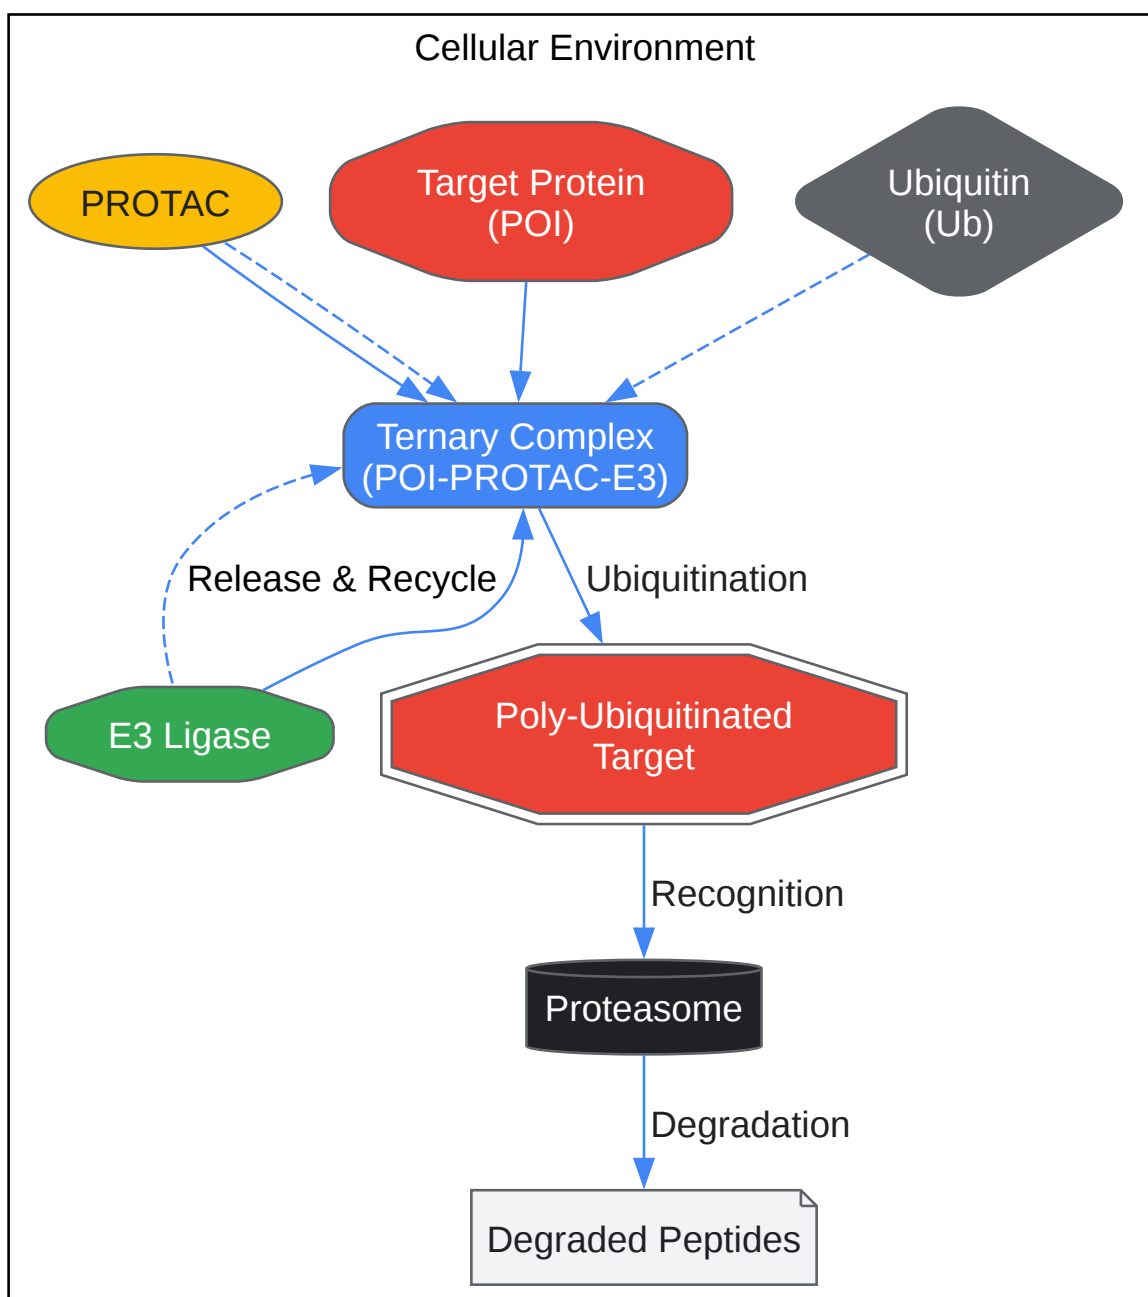 Cellular Environment
PROTAC
Target Protein
(POI)
Ubiquitin
(Ub)
Ternary Complex
(POI-PROTAC-E3)
Release & Recycle
Ubiquitination
E3 Ligase
Poly-Ubiquitinated
Target
Recognition
Proteasome
Degradation
Degraded Peptides